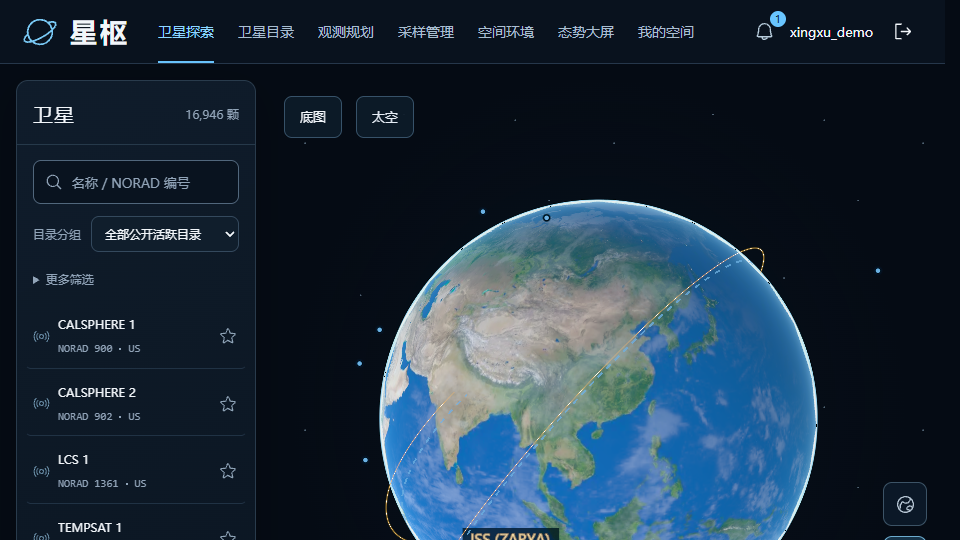 星枢
卫星探索 卫星目录 观测规划 采样管理 空间环境 态势大屏 我的空间
1
xingxu_demo
卫星
16,946 颗
名称 / NORAD 编号
目录分组
全部公开活跃目录
更多筛选
CALSPHERE 1
NORAD 900 · US
CALSPHERE 2
NORAD 902 · US
LCS 1
NORAD 1361 · US
TEMPSAT 1
底图
太空
ISS (ZARYA)